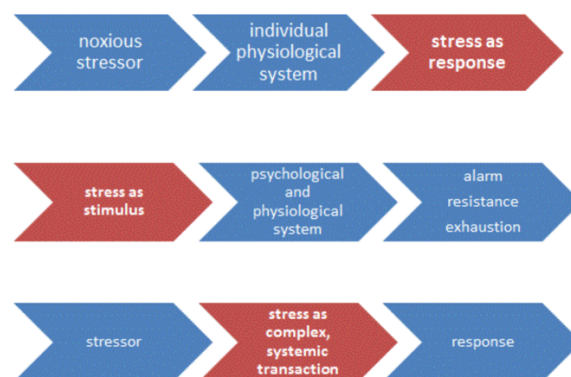 noxious
stressor
individual
physiological
system
stress as
response
stress as
stimulus
psychological
and
physiological
system
alarm
resistance
exhaustion
stressor
stress as
complex,
systemic
transaction
response